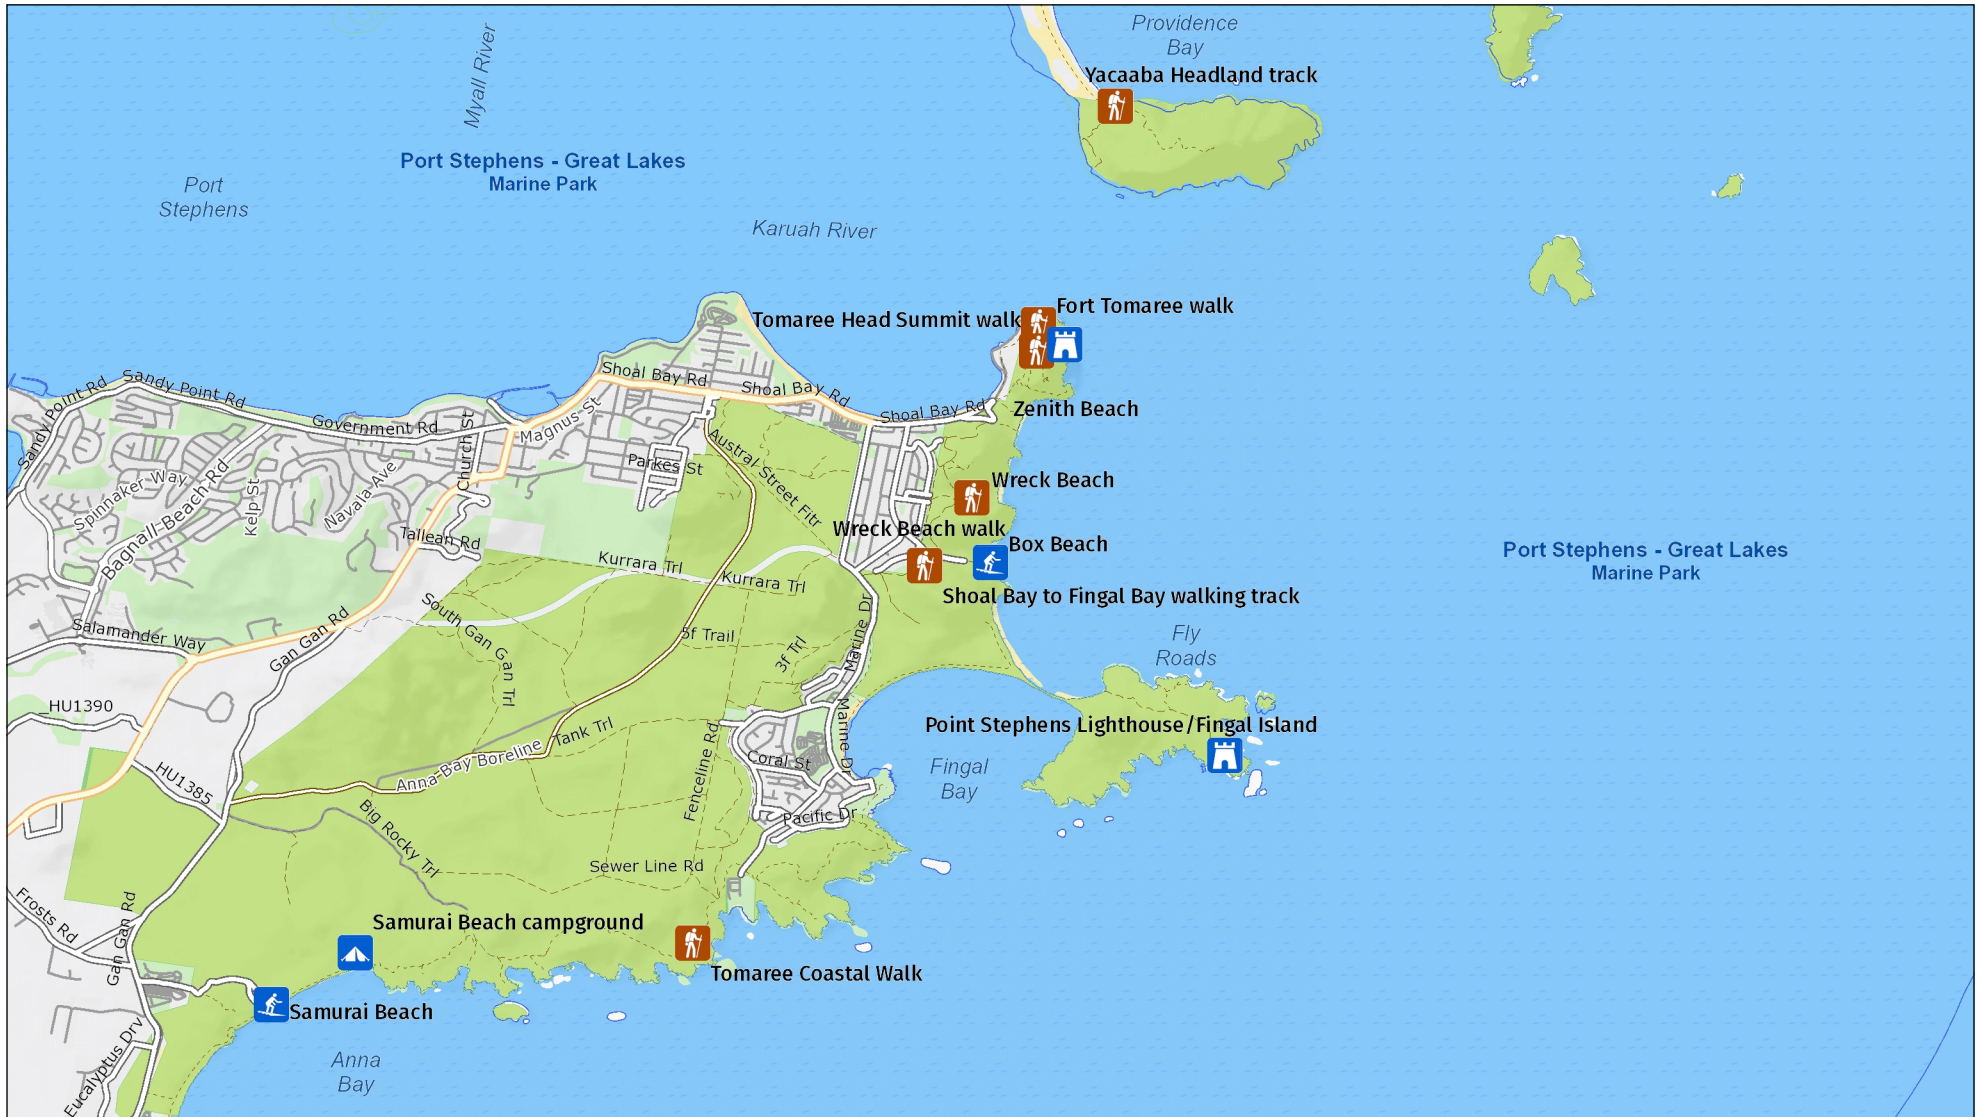 Providence
Bay
Myall River
Yacaaba Headland track
Port Stephens - Great Lakes
Marine Park
Port
Stephens
Karuah River
Fort Tomaree walk
Tomaree Head Summit walk
Shoal Bay Rd
Shoal Bay Rd
Shoal Bay Rd
Sandy Point Rd
Sandy Point Rd
Zenith Beach
Government Rd
Magnus St
Church St
Austral Street Fitr
Parkes St
Spinnaker Way
Bagnall-Beach-Rd
Kelp St
Navala Ave
Wreck Beach
Wreck Beach walk
Tallean Rd
Box Beach
Port Stephens - Great Lakes
Marine Park
Kurrara Trl
Kurrara Trl
Shoal Bay to Fingal Bay walking track
South Gan Gan Trl
Gan Gan Rd
Salamander Way
5f Trail
3f Trl
Marine Dr
Fly
Roads
_HU1390
Marine Dr
Point Stephens Lighthouse/Fingal Island
Tank Trl
Anna Bay Boreline
Fenceline Rd
Coral St
Fingal
Bay
HU1385
Pacific Dr
Big Rocky Trl
Sewer Line Rd
Frosts Rd
Gan Gan Rd
Samurai Beach campground
Tomaree Coastal Walk
Samurai Beach
Eucalyptus Drv
Anna
Bay